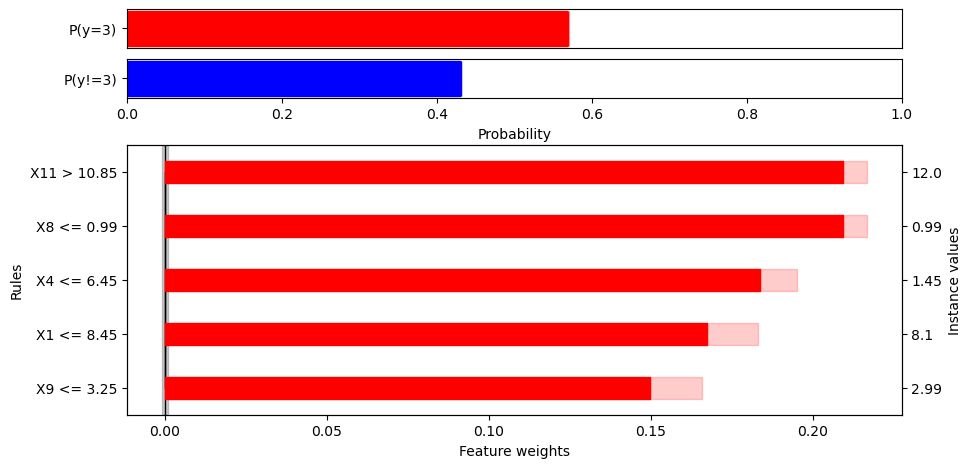 P(y=3)
P(y!=3)
0.0 0.2 0.4 0.6 0.8 1.0
Probability
X11 > 10.85 12.0
X8 <= 0.99 0.99
X4 <= 6.45 1.45
X1 <= 8.45 8.1
X9 <= 3.25 2.99
Rules
Instance values
0.00 0.05 0.10 0.15 0.20
Feature weights